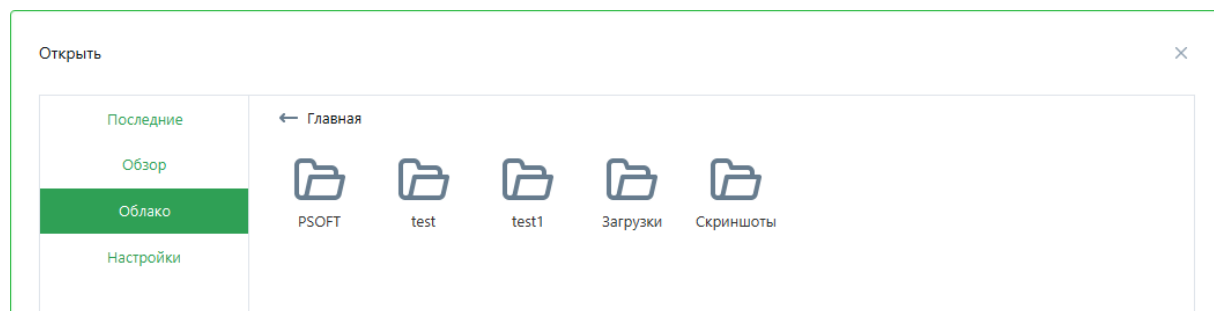 Открыть
Последние
Обзор
Облако
Настройки
Главная
PSOFT
test
test1
Загрузки
Скриншоты